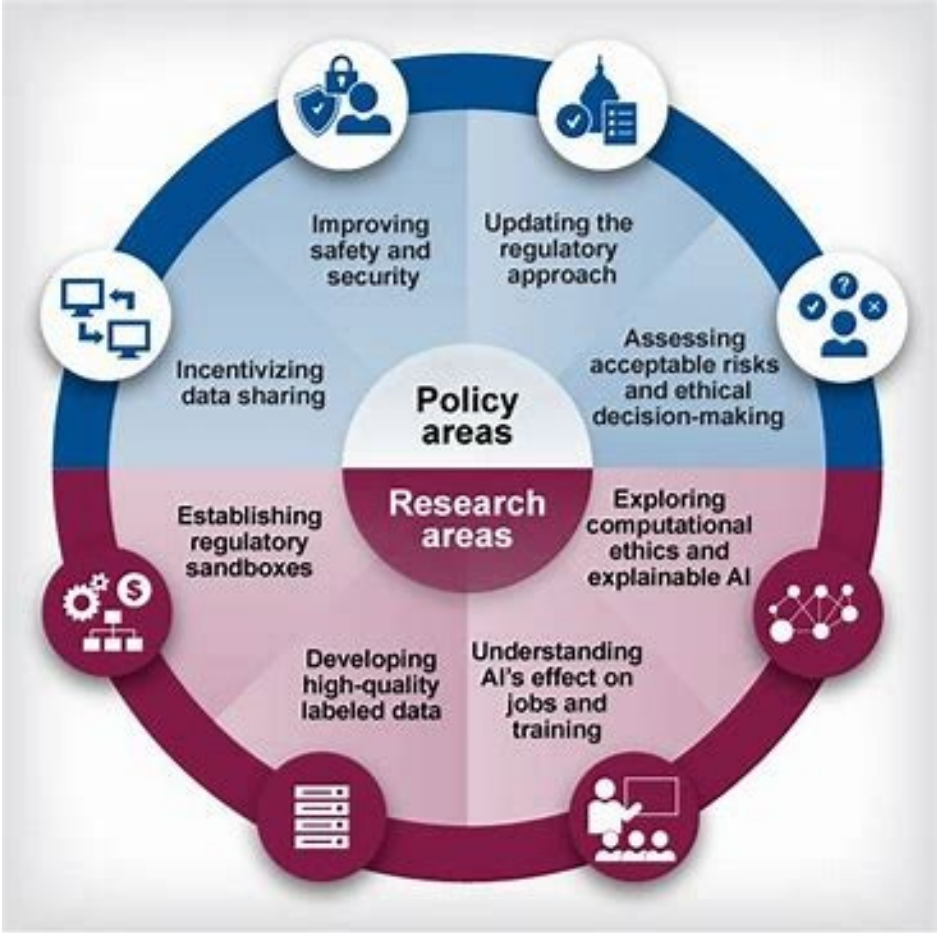 Improving
safety and
security
Updating the
regulatory
approach
Incentivizing
data sharing
Assessing
acceptable risks
and ethical
decision-making
Policy
areas
Research
areas
Establishing
regulatory
sandboxes
Exploring
computational
ethics and
explainable AI
Developing
high-quality
labeled data
Understanding
AI's effect on
jobs and
training
?
$